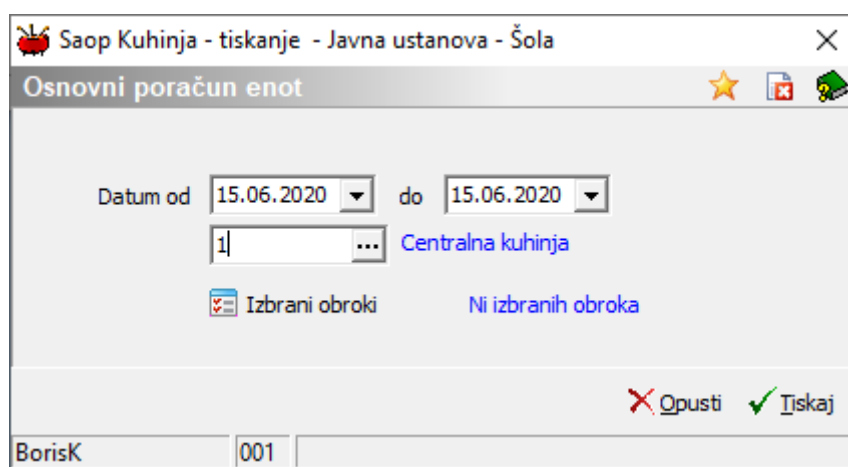 Saop Kuhinja - tiskanje - Javna ustanova - Šola
Osnovni poračun enot
Datum od 15.06.2020 do 15.06.2020
1 ... Centralna kuhinja
Izbrani obroki Ni izbranih obroka
Opusti Tiskaj
BorisK 001